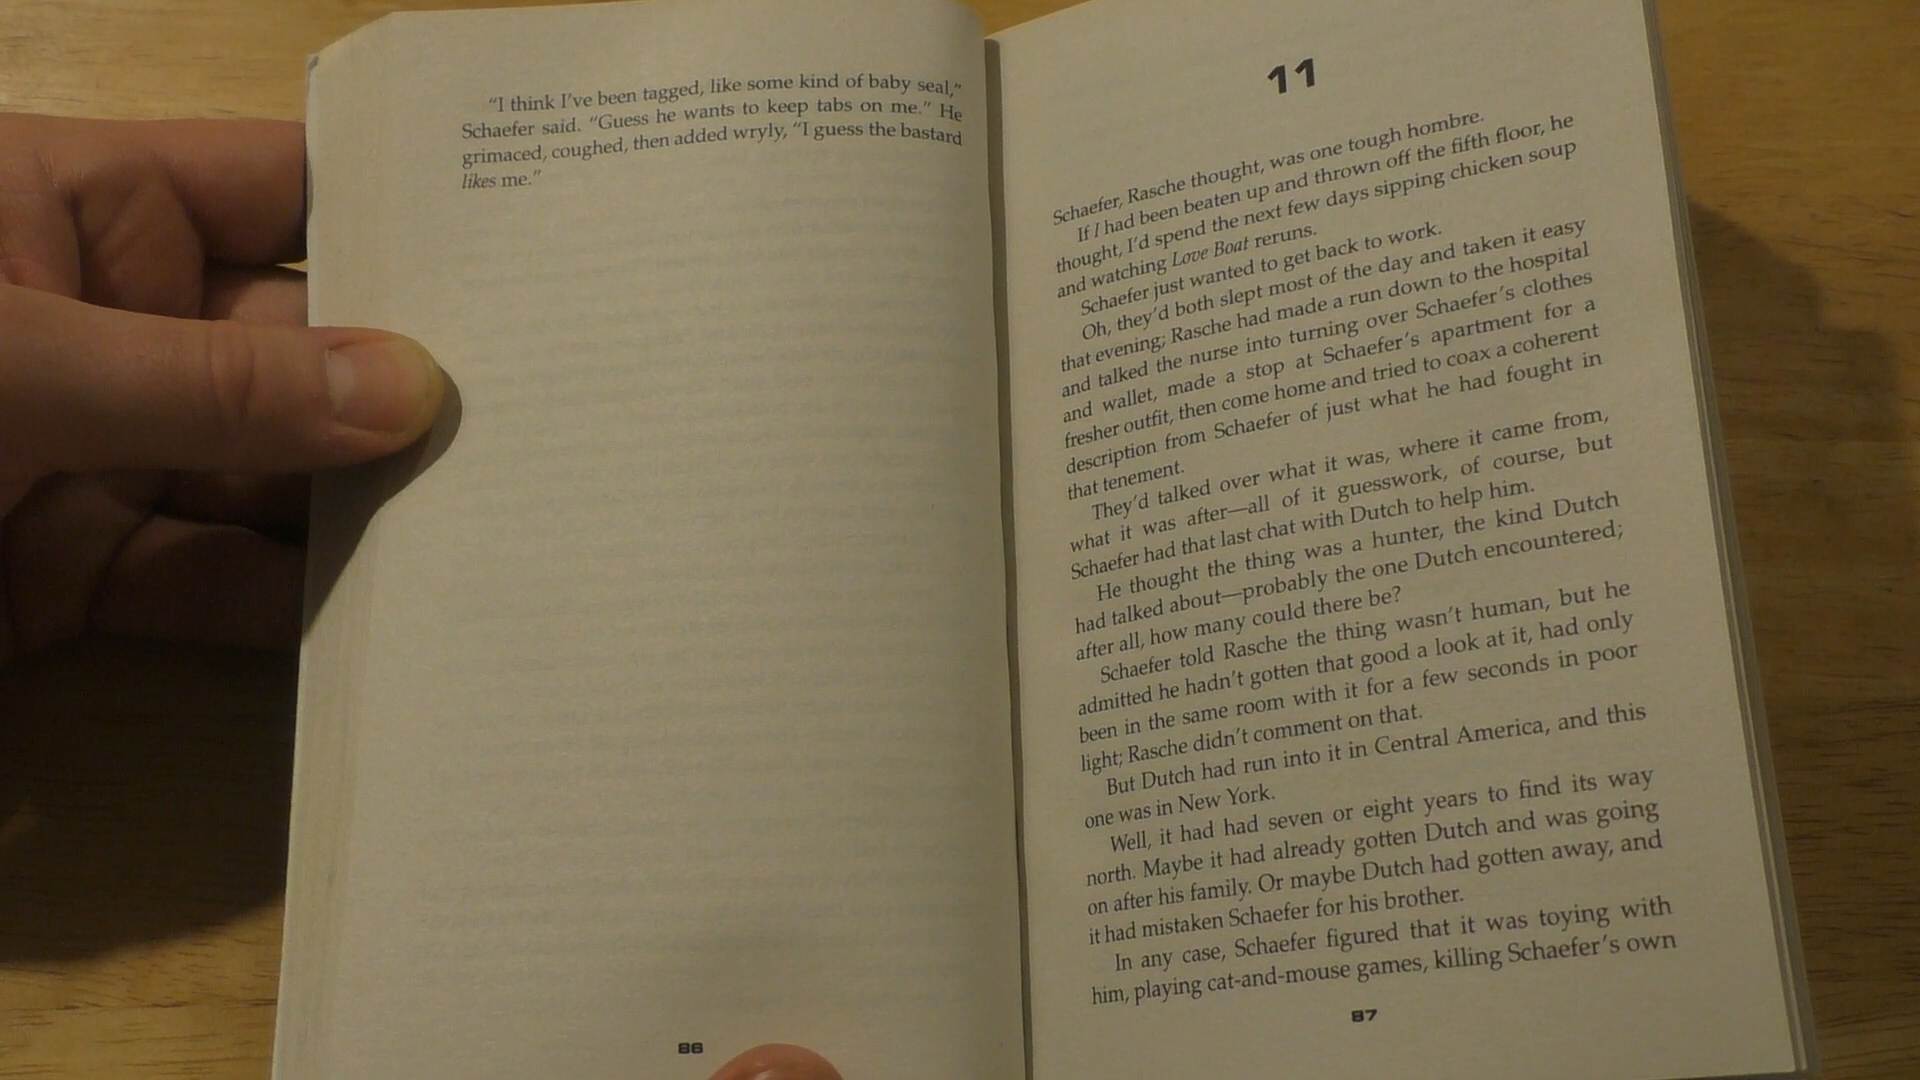 “I think I’ve been tagged, like some kind of baby seal,”
Schaefer said. “Guess he wants to keep tabs on me.” He
grimaced, coughed, then added wryly, “I guess the bastard
likes me.”
86
11
Schaefer, Rasche thought, was one tough hombre.
If I had been beaten up and thrown off the fifth floor, he
thought, I’d spend the next few days sipping chicken soup
and watching Love Boat reruns.
Schaefer just wanted to get back to work.
Oh, they’d both slept most of the day and taken it easy
that evening; Rasche had made a run down to the hospital
and talked the nurse into turning over Schaefer’s clothes
and wallet, made a stop at Schaefer’s apartment for a
fresher outfit, then come home and tried to coax a coherent
description from Schaefer of just what he had fought in
that tenement.
They’d talked over what it was, where it came from,
what it was after—all of it guesswork, of course, but
Schaefer had that last chat with Dutch to help him.
He thought the thing was a hunter, the kind Dutch
had talked about—probably the one Dutch encountered;
after all, how many could there be?
Schaefer told Rasche the thing wasn’t human, but he
admitted he hadn’t gotten that good a look at it, had only
been in the same room with it for a few seconds in poor
light; Rasche didn’t comment on that.
But Dutch had run into it in Central America, and this
one was in New York.
Well, it had had seven or eight years to find its way
north. Maybe it had already gotten Dutch and was going
on after his family. Or maybe Dutch had gotten away, and
it had mistaken Schaefer for his brother.
In any case, Schaefer figured that it was toying with
him, playing cat-and-mouse games, killing Schaefer’s own
87